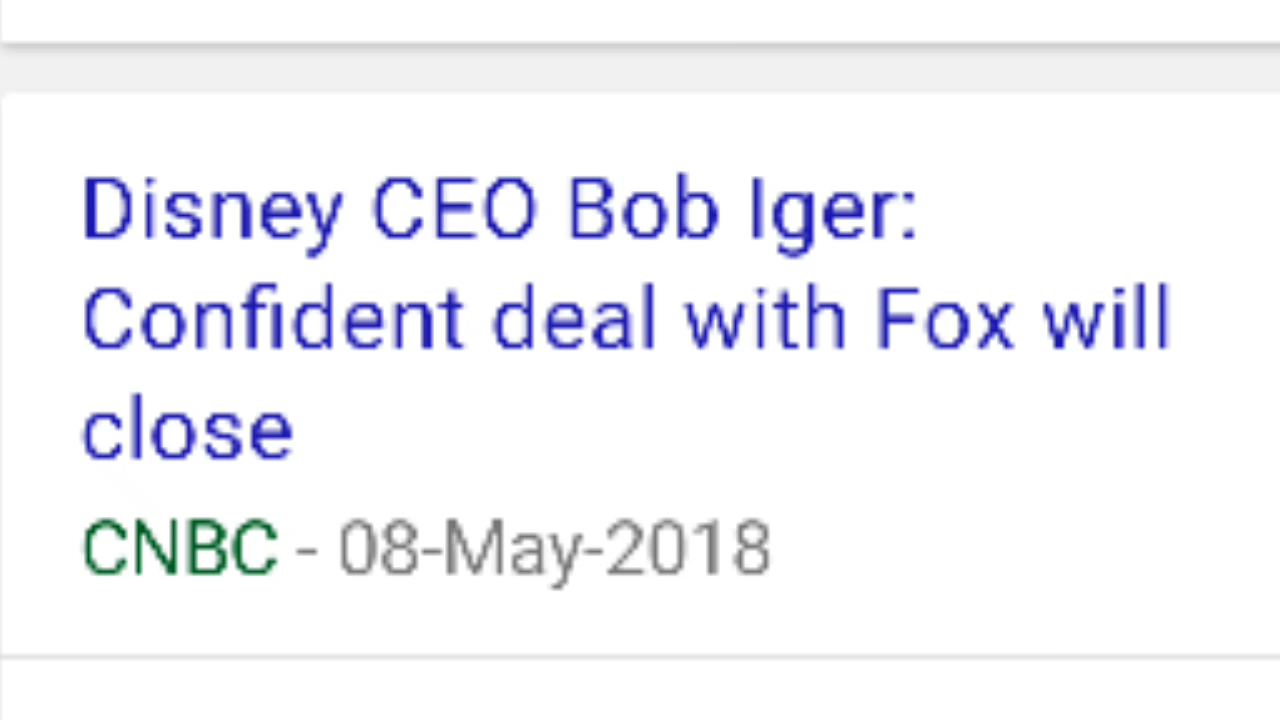 Disney CEO Bob Iger:
Confident deal with Fox will
close
CNBC - 08-May-2018